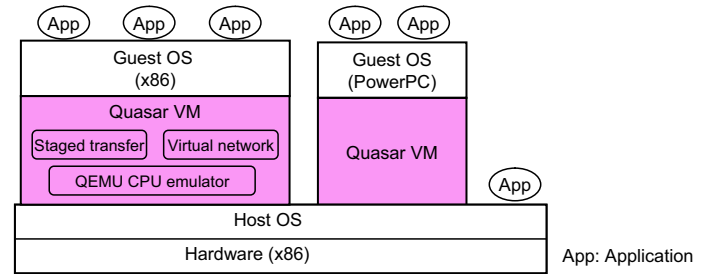 App App App App App
Guest OS
(x86)
Guest OS
(PowerPC)
Quasar VM
Staged transfer Virtual network
QEMU CPU emulator
Quasar VM
App
Host OS
Hardware (x86)
App: Application